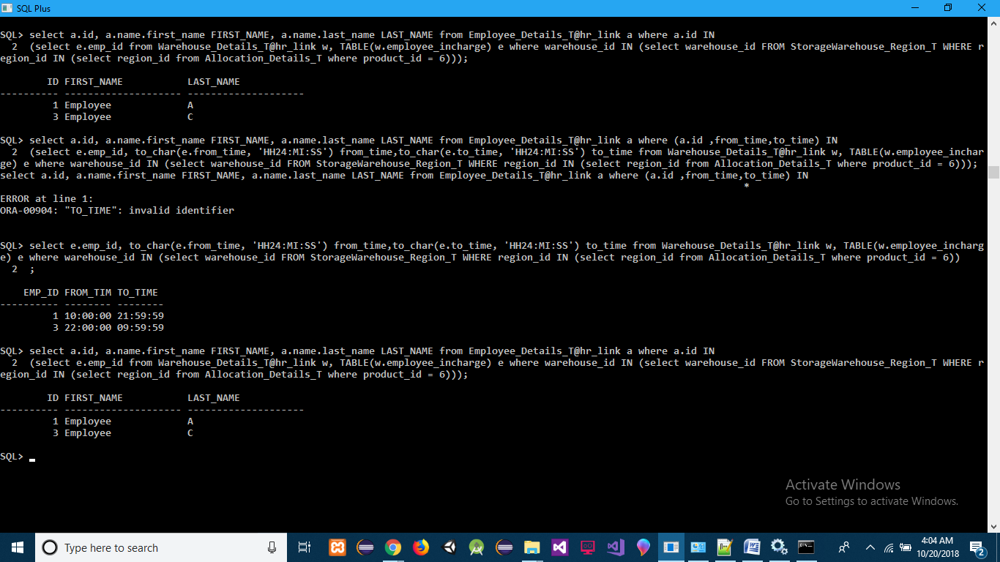 SQL Plus
SQL> select a.id, a.name.first_name FIRST_NAME, a.name.last_name LAST_NAME from Employee_Details_T@hr_link a where a.id IN
  2  (select e.emp_id from Warehouse_Details_T@hr_link w, TABLE(w.employee_incharge) e where warehouse_id IN (select warehouse_id FROM StorageWarehouse_Region_T WHERE r
egion_id IN (select region_id from Allocation_Details_T where product_id = 6)));
        ID FIRST_NAME           LAST_NAME
---------- -------------------- --------------------
         1 Employee             A
         3 Employee             C
SQL> select a.id, a.name.first_name FIRST_NAME, a.name.last_name LAST_NAME from Employee_Details_T@hr_link a where (a.id ,from_time,to_time) IN
  2  (select e.emp_id, to_char(e.from_time, 'HH24:MI:SS') from_time,to_char(e.to_time, 'HH24:MI:SS') to_time from Warehouse_Details_T@hr_link w, TABLE(w.employee_inchar
ge) e where warehouse_id IN (select warehouse_id FROM StorageWarehouse_Region_T WHERE region_id IN (select region_id from Allocation_Details_T where product_id = 6)));
select a.id, a.name.first_name FIRST_NAME, a.name.last_name LAST_NAME from Employee_Details_T@hr_link a where (a.id ,from_time,to_time) IN
*
ERROR at line 1:
ORA-00904: "TO_TIME": invalid identifier
SQL> select e.emp_id, to_char(e.from_time, 'HH24:MI:SS') from_time,to_char(e.to_time, 'HH24:MI:SS') to_time from Warehouse_Details_T@hr_link w, TABLE(w.employee_incharg
e) e where warehouse_id IN (select warehouse_id FROM StorageWarehouse_Region_T WHERE region_id IN (select region_id from Allocation_Details_T where product_id = 6))
  2  ;
    EMP_ID FROM_TIM TO_TIME
---------- -------- --------
         1 10:00:00 21:59:59
         3 22:00:00 09:59:59
SQL> select a.id, a.name.first_name FIRST_NAME, a.name.last_name LAST_NAME from Employee_Details_T@hr_link a where a.id IN
  2  (select e.emp_id from Warehouse_Details_T@hr_link w, TABLE(w.employee_incharge) e where warehouse_id IN (select warehouse_id FROM StorageWarehouse_Region_T WHERE r
egion_id IN (select region_id from Allocation_Details_T where product_id = 6)));
        ID FIRST_NAME           LAST_NAME
---------- -------------------- --------------------
         1 Employee             A
         3 Employee             C
SQL>
Activate Windows
Go to Settings to activate Windows.
Type here to search
4:04 AM
10/20/2018
2